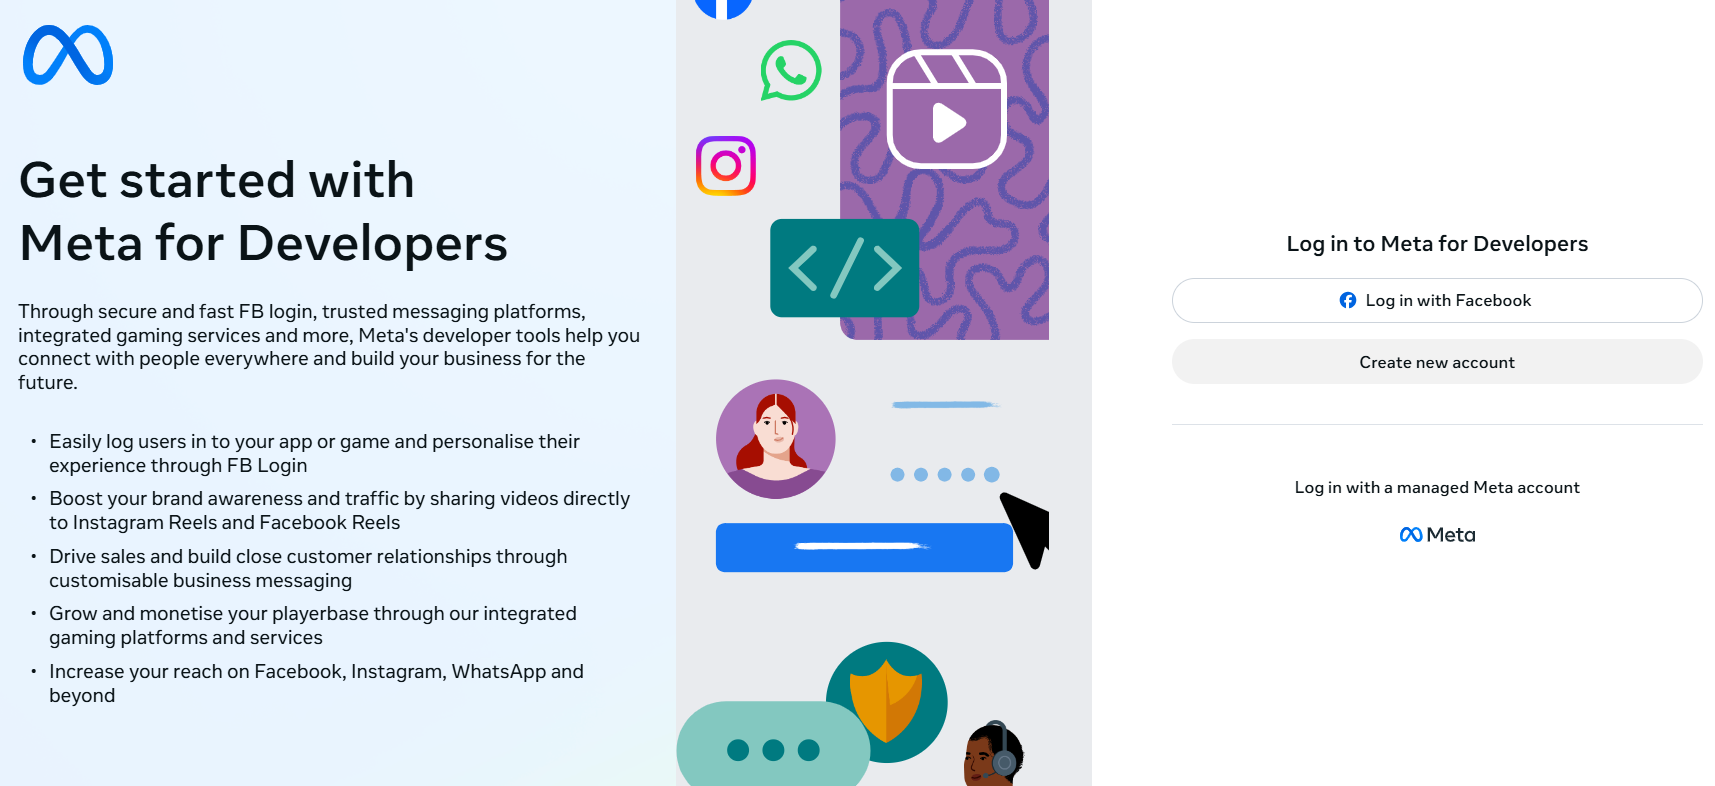 Get started with
Meta for Developers
Through secure and fast FB login, trusted messaging platforms,
integrated gaming services and more, Meta's developer tools help you
connect with people everywhere and build your business for the
future.
• Easily log users in to your app or game and personalise their
experience through FB Login
• Boost your brand awareness and traffic by sharing videos directly
to Instagram Reels and Facebook Reels
• Drive sales and build close customer relationships through
customisable business messaging
• Grow and monetise your playerbase through our integrated
gaming platforms and services
• Increase your reach on Facebook, Instagram, WhatsApp and
beyond
</>
Log in to Meta for Developers
Log in with Facebook
Create new account
Log in with a managed Meta account
Meta